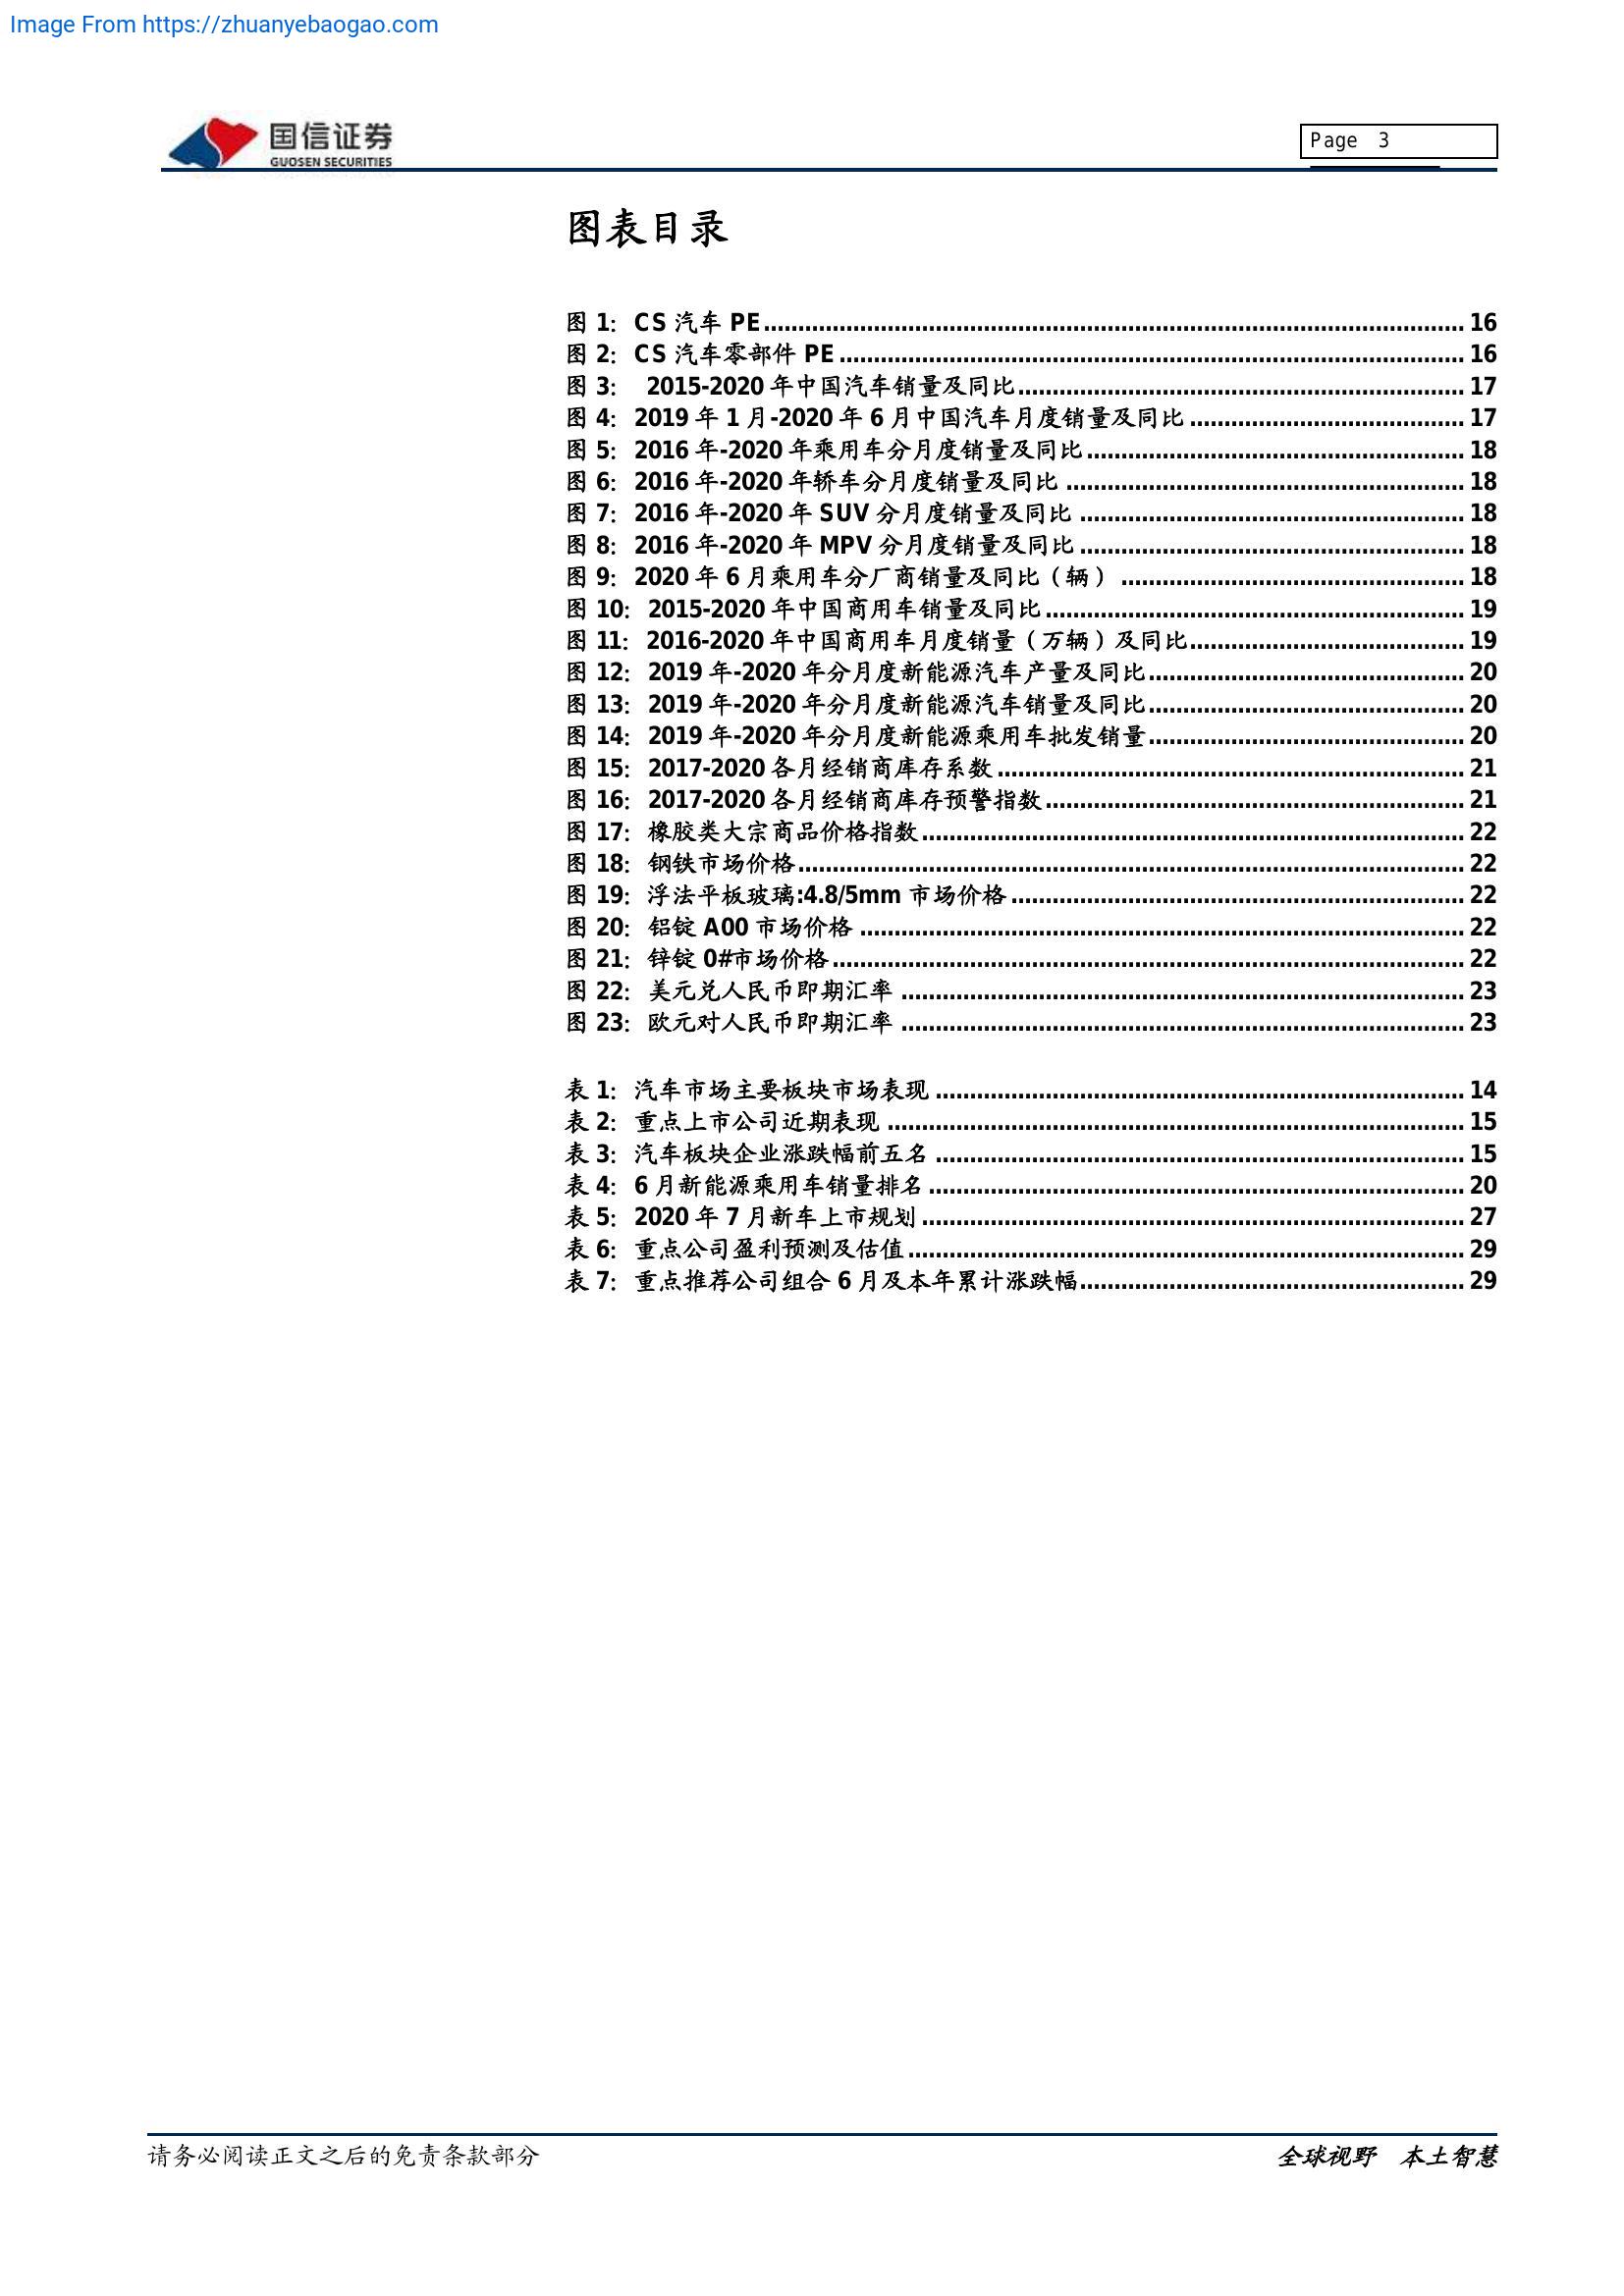 Image From https://zhuanyebaogao.com
国信证券
GUOSEN SECURITIES
Page 3
图表目录
图 1: CS 汽车 PE 16
图 2: CS 汽车零部件 PE 16
图 3: 2015-2020 年中国汽车销量及同比 17
图 4: 2019 年 1 月-2020 年 6 月中国汽车月度销量及同比 17
图 5: 2016 年-2020 年乘用车分月度销量及同比 18
图 6: 2016 年-2020 年轿车分月度销量及同比 18
图 7: 2016 年-2020 年 SUV 分月度销量及同比 18
图 8: 2016 年-2020 年 MPV 分月度销量及同比 18
图 9: 2020 年 6 月乘用车分厂商销量及同比（辆） 18
图 10: 2015-2020 年中国商用车销量及同比 19
图 11: 2016-2020 年中国商用车月度销量（万辆）及同比 19
图 12: 2019 年-2020 年分月度新能源汽车产量及同比 20
图 13: 2019 年-2020 年分月度新能源汽车销量及同比 20
图 14: 2019 年-2020 年分月度新能源乘用车批发销量 20
图 15: 2017-2020 各月经销商库存系数 21
图 16: 2017-2020 各月经销商库存预警指数 21
图 17: 橡胶类大宗商品价格指数 22
图 18: 钢铁市场价格 22
图 19: 浮法平板玻璃:4.8/5mm 市场价格 22
图 20: 铝锭 A00 市场价格 22
图 21: 锌锭 0#市场价格 22
图 22: 美元兑人民币即期汇率 23
图 23: 欧元对人民币即期汇率 23
表 1: 汽车市场主要板块市场表现 14
表 2: 重点上市公司近期表现 15
表 3: 汽车板块企业涨跌幅前五名 15
表 4: 6 月新能源乘用车销量排名 20
表 5: 2020 年 7 月新车上市规划 27
表 6: 重点公司盈利预测及估值 29
表 7: 重点推荐公司组合 6 月及本年累计涨跌幅 29
请务必阅读正文之后的免责条款部分
全球视野 本土智慧